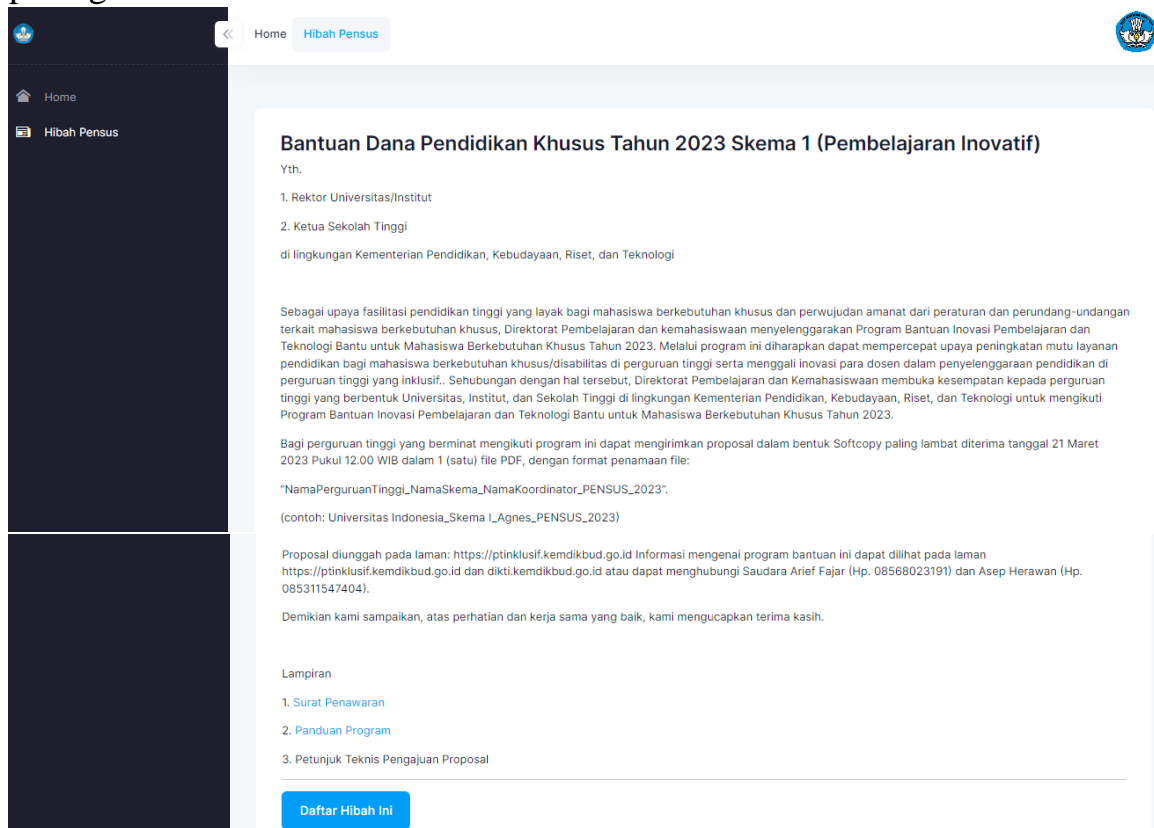 Home Hibah Pensus
Home
Hibah Pensus
Bantuan Dana Pendidikan Khusus Tahun 2023 Skema 1 (Pembelajaran Inovatif)
Yth.
1. Rektor Universitas/Institut
2. Ketua Sekolah Tinggi
di lingkungan Kementerian Pendidikan, Kebudayaan, Riset, dan Teknologi
Sebagai upaya fasilitasi pendidikan tinggi yang layak bagi mahasiswa berkebutuhan khusus dan perwujudan amanat dari peraturan dan perundang-undangan
terkait mahasiswa berkebutuhan khusus, Direktorat Pembelajaran dan kemahasiswaan menyelenggarakan Program Bantuan Inovasi Pembelajaran dan
Teknologi Bantu untuk Mahasiswa Berkebutuhan Khusus Tahun 2023. Melalui program ini diharapkan dapat mempercepat upaya peningkatan mutu layanan
pendidikan bagi mahasiswa berkebutuhan khusus/disabilitas di perguruan tinggi serta menggali inovasi para dosen dalam penyelenggaraan pendidikan di
perguruan tinggi yang inklusif.. Sehubungan dengan hal tersebut, Direktorat Pembelajaran dan Kemahasiswaan membuka kesempatan kepada perguruan
tinggi yang berbentuk Universitas, Institut, dan Sekolah Tinggi di lingkungan Kementerian Pendidikan, Kebudayaan, Riset, dan Teknologi untuk mengikuti
Program Bantuan Inovasi Pembelajaran dan Teknologi Bantu untuk Mahasiswa Berkebutuhan Khusus Tahun 2023.
Bagi perguruan tinggi yang berminat mengikuti program ini dapat mengirimkan proposal dalam bentuk Softcopy paling lambat diterima tanggal 21 Maret
2023 Pukul 12.00 WIB dalam 1 (satu) file PDF, dengan format penamaan file:
"NamaPerguruanTinggi_NamaSkema_NamaKoordinator_PENSUS_2023".
(contoh: Universitas Indonesia_Skema I_Agnes_PENSUS_2023)
Proposal diunggah pada laman: https://ptinklusif.kemdikbud.go.id Informasi mengenai program bantuan ini dapat dilihat pada laman
https://ptinklusif.kemdikbud.go.id dan dikti.kemdikbud.go.id atau dapat menghubungi Saudara Arief Fajar (Hp. 08568023191) dan Asep Herawan (Hp.
085311547404).
Demikian kami sampaikan, atas perhatian dan kerja sama yang baik, kami mengucapkan terima kasih.
Lampiran
1. Surat Penawaran
2. Panduan Program
3. Petunjuk Teknis Pengajuan Proposal
Daftar Hibah Ini